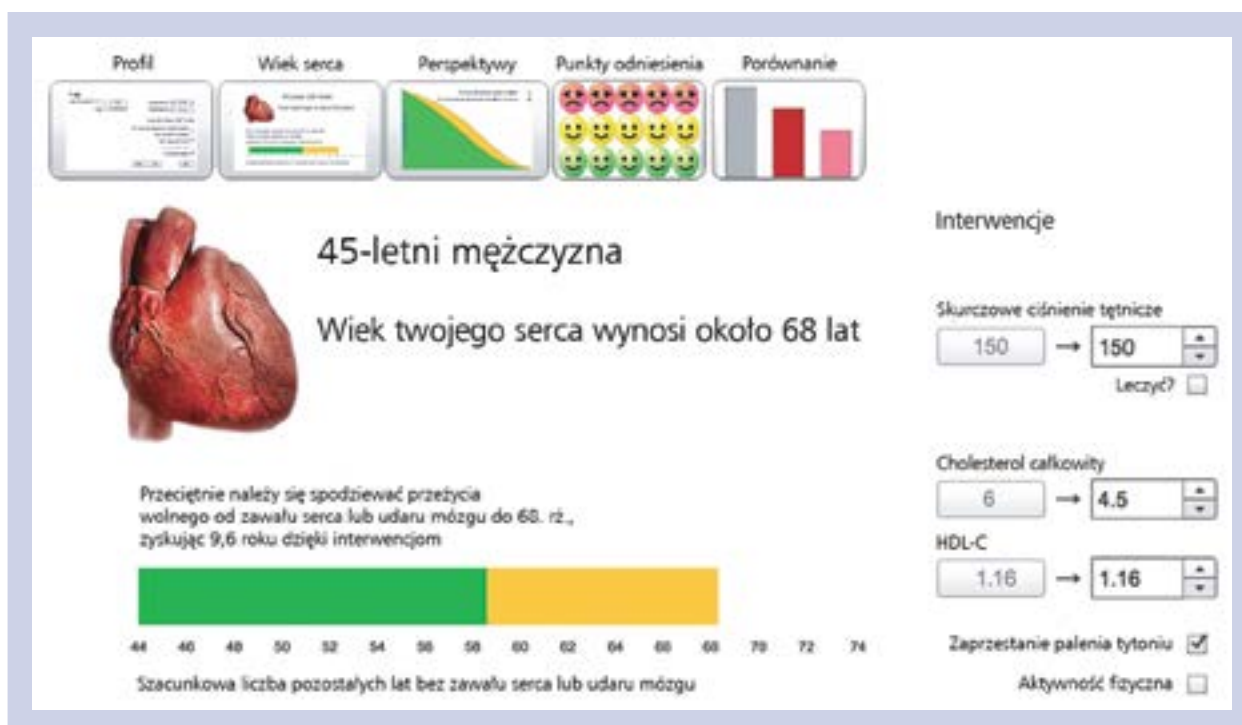 Profil
Wiek serca
Perspektywy
Punkty odniesienia
Porównanie
45-letni mężczyzna
Wiek twojego serca wynosi około 68 lat
Przeciętnie należy się spodziewać przeżycia
wolnego od zawału serca lub udaru mózgu do 68. rż.,
zyskując 9,6 roku dzięki interwencjom
44 46 48 50 52 54 56 58 60 62 64 66 68 70 72 74
Szacunkowa liczba pozostałych lat bez zawału serca lub udaru mózgu
Interwencje
Skurczowe ciśnienie tętnicze
150 → 150
Leczyć?
Cholesterol całkowity
6 → 4.5
HDL-C
1.16 → 1.16
Zaprzestanie palenia tytoniu
Aktywność fizyczna